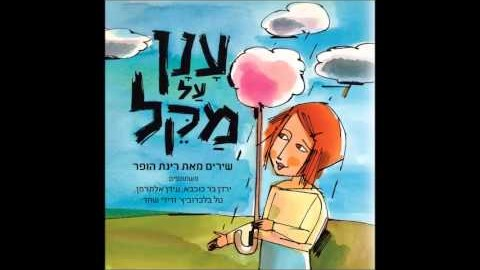 עָנָן
עַל
מַקֵּל
שירים מאת רינת הופר
משתתפים
ירדן בר כוכבא, עידן אלתרמן,
טל בלכרוביץ' ודידי שחר